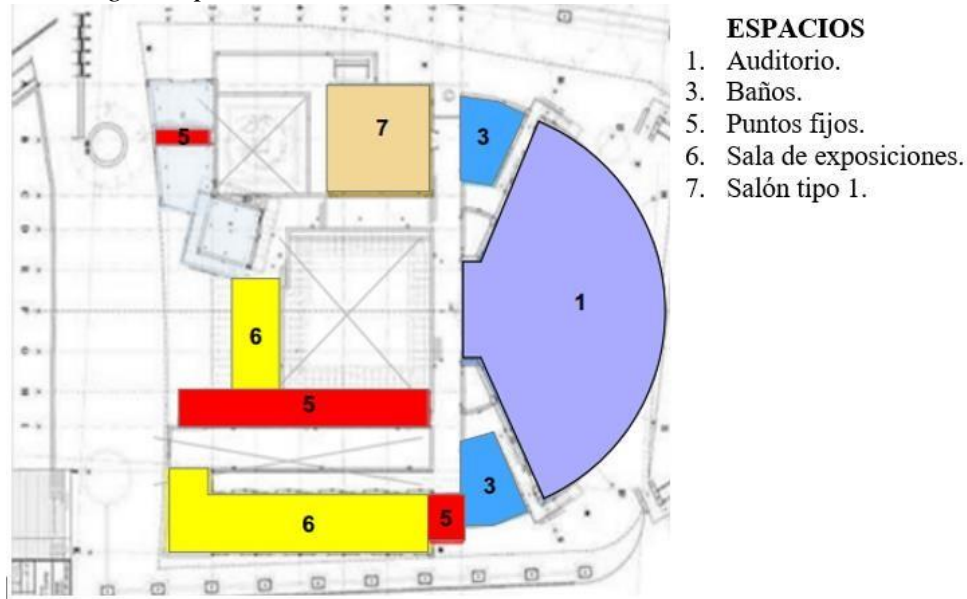 ESPACIOS
1. Auditorio.
3. Baños.
5. Puntos fijos.
6. Sala de exposiciones.
7. Salón tipo 1.
5
7
3
1
6
5
3
6
5